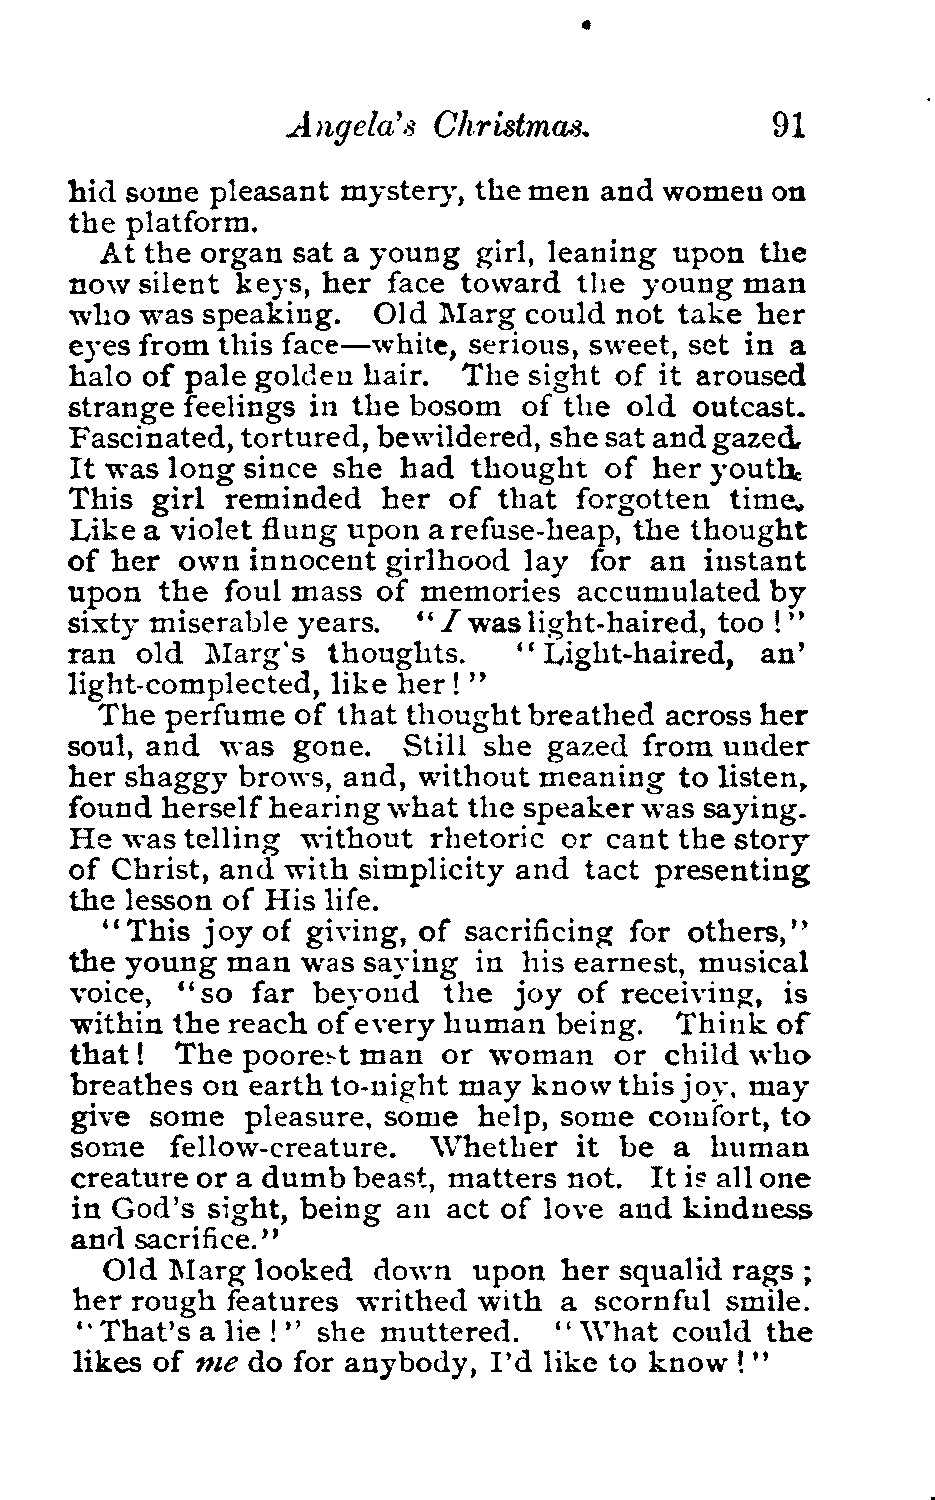 Angela's Christmas. 91
hid some pleasant mystery, the men and women on
the platform.
At the organ sat a young girl, leaning upon the
now silent keys, her face toward the young man
who was speaking. Old Marg could not take her
eyes from this face—white, serious, sweet, set in a
halo of pale golden hair. The sight of it aroused
strange feelings in the bosom of the old outcast.
Fascinated, tortured, bewildered, she sat and gazed.
It was long since she had thought of her youth.
This girl reminded her of that forgotten time.
Like a violet flung upon a refuse-heap, the thought
of her own innocent girlhood lay for an instant
upon the foul mass of memories accumulated by
sixty miserable years. "I was light-haired, too!"
ran old Marg's thoughts. "Light-haired, an'
light-complected, like her!"
The perfume of that thought breathed across her
soul, and was gone. Still she gazed from under
her shaggy brows, and, without meaning to listen,
found herself hearing what the speaker was saying.
He was telling without rhetoric or cant the story
of Christ, and with simplicity and tact presenting
the lesson of His life.
"This joy of giving, of sacrificing for others,"
the young man was saying in his earnest, musical
voice, "so far beyond the joy of receiving, is
within the reach of every human being. Think of
that! The poorest man or woman or child who
breathes on earth to-night may know this joy, may
give some pleasure, some help, some comfort, to
some fellow-creature. Whether it be a human
creature or a dumb beast, matters not. It is all one
in God's sight, being an act of love and kindness
and sacrifice."
Old Marg looked down upon her squalid rags;
her rough features writhed with a scornful smile.
"That's a lie!" she muttered. "What could the
likes of me do for anybody, I'd like to know!"